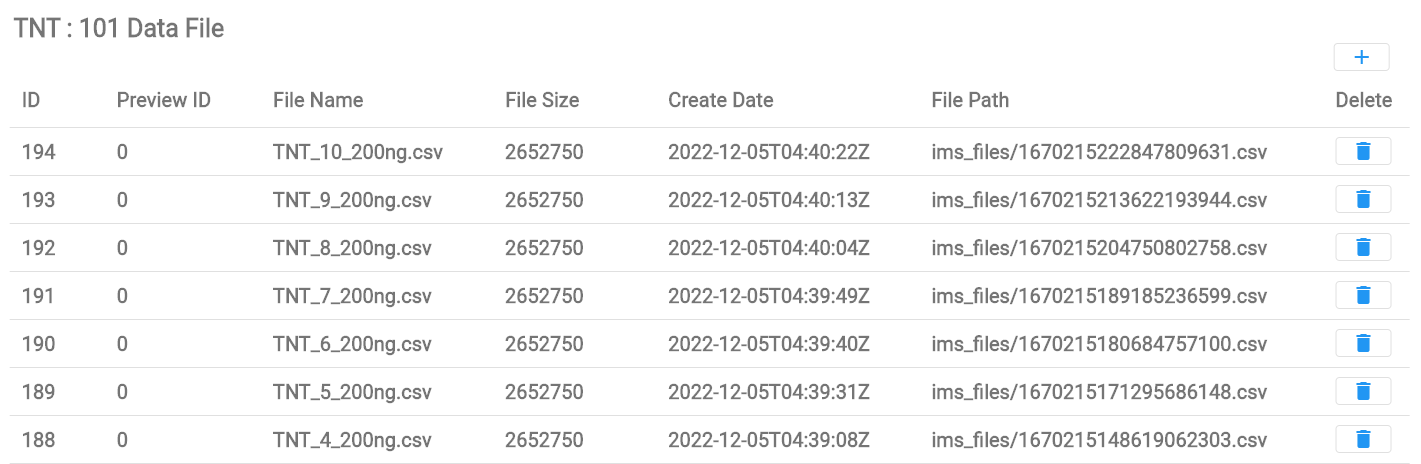 TNT : 101 Data File
+
ID Preview ID File Name File Size Create Date File Path Delete
194 0 TNT_10_200ng.csv 2652750 2022-12-05T04:40:22Z ims_files/1670215222847809631.csv
193 0 TNT_9_200ng.csv 2652750 2022-12-05T04:40:13Z ims_files/1670215213622193944.csv
192 0 TNT_8_200ng.csv 2652750 2022-12-05T04:40:04Z ims_files/1670215204750802758.csv
191 0 TNT_7_200ng.csv 2652750 2022-12-05T04:39:49Z ims_files/1670215189185236599.csv
190 0 TNT_6_200ng.csv 2652750 2022-12-05T04:39:40Z ims_files/1670215180684757100.csv
189 0 TNT_5_200ng.csv 2652750 2022-12-05T04:39:31Z ims_files/1670215171295686148.csv
188 0 TNT_4_200ng.csv 2652750 2022-12-05T04:39:08Z ims_files/1670215148619062303.csv